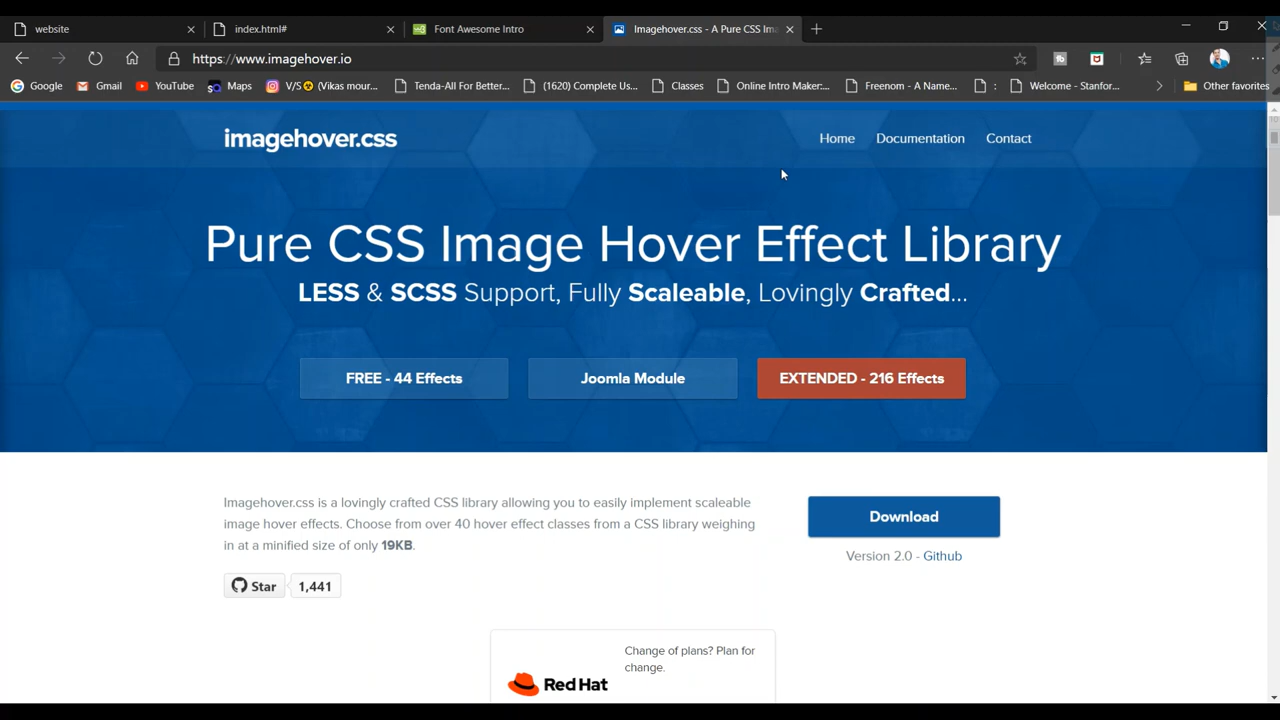 website
index.html#
Font Awesome Intro
Imagehover.css - A Pure CSS Ima
https://www.imagehover.io
Google
Gmail
YouTube
Maps
V/S (Vikas mour...
Tenda-All For Better...
(1620) Complete Us...
Classes
Online Intro Maker:...
Freenom - A Name...
:
Welcome - Stanfor...
Other favorites
imagehover.css
Home
Documentation
Contact
Pure CSS Image Hover Effect Library
LESS & SCSS Support, Fully Scaleable, Lovingly Crafted...
FREE - 44 Effects
Joomla Module
EXTENDED - 216 Effects
Imagehover.css is a lovingly crafted CSS library allowing you to easily implement scaleable
image hover effects. Choose from over 40 hover effect classes from a CSS library weighing
in at a minified size of only 19KB.
Download
Version 2.0 - Github
Star
1,441
Change of plans? Plan for
change.
Red Hat